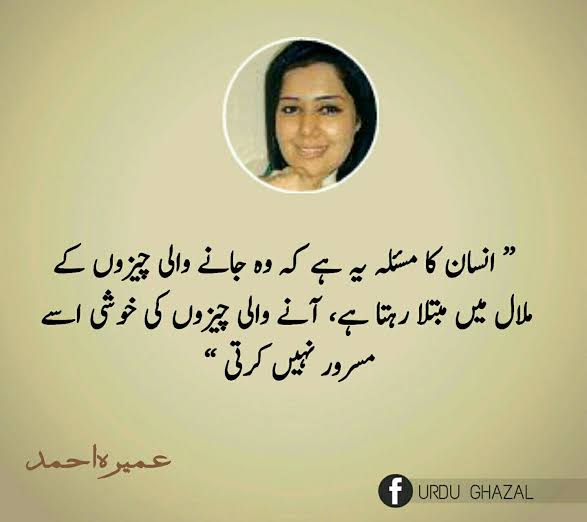 ” انسان کا مسئلہ یہ ہے کہ وہ جانے والی چیزوں کے
ملال میں مبتلا رہتا ہے، آنے والی چیزوں کی خوشی اسے
مسرور نہیں کرتی “
عمیرہ احمد
f URDU GHAZAL